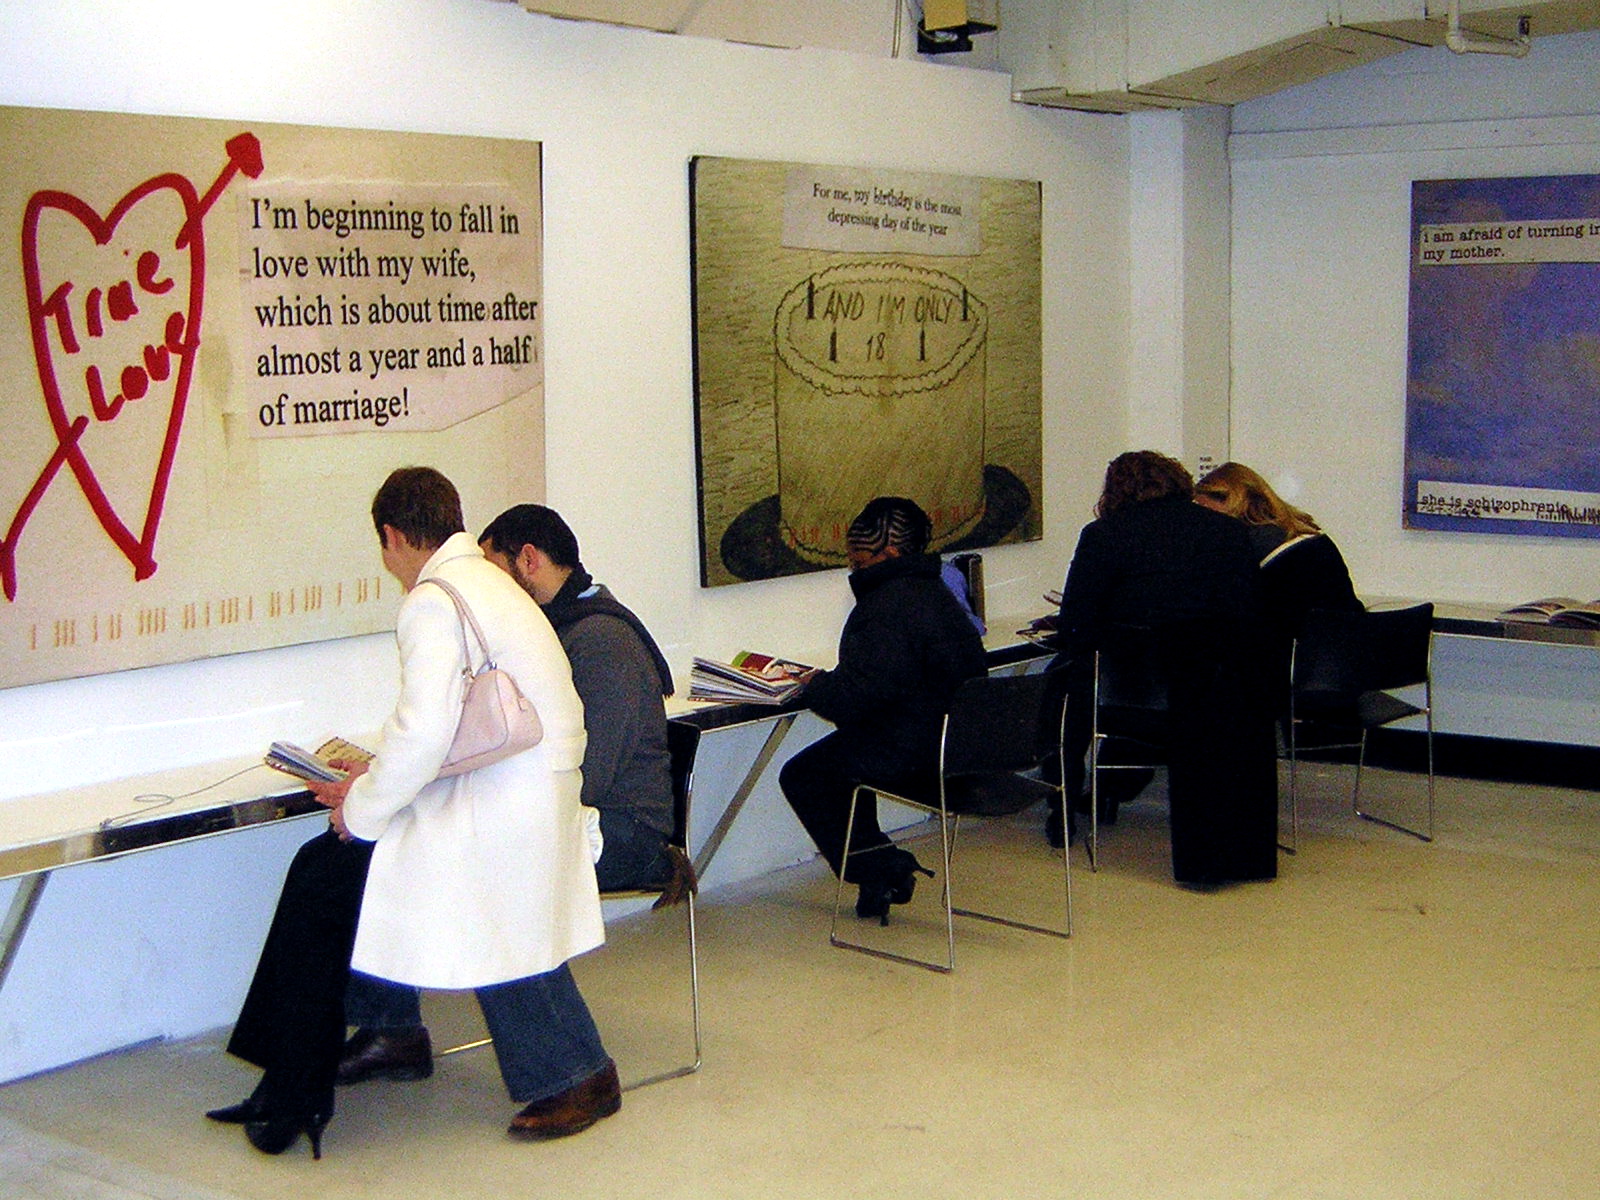 True
Love
I'm beginning to fall in
love with my wife,
which is about time after
almost a year and a half
of marriage!
For me, my birthday is the most
depressing day of the year
AND I'M ONLY
18
i am afraid of turning in
my mother.
she is schizophrenic